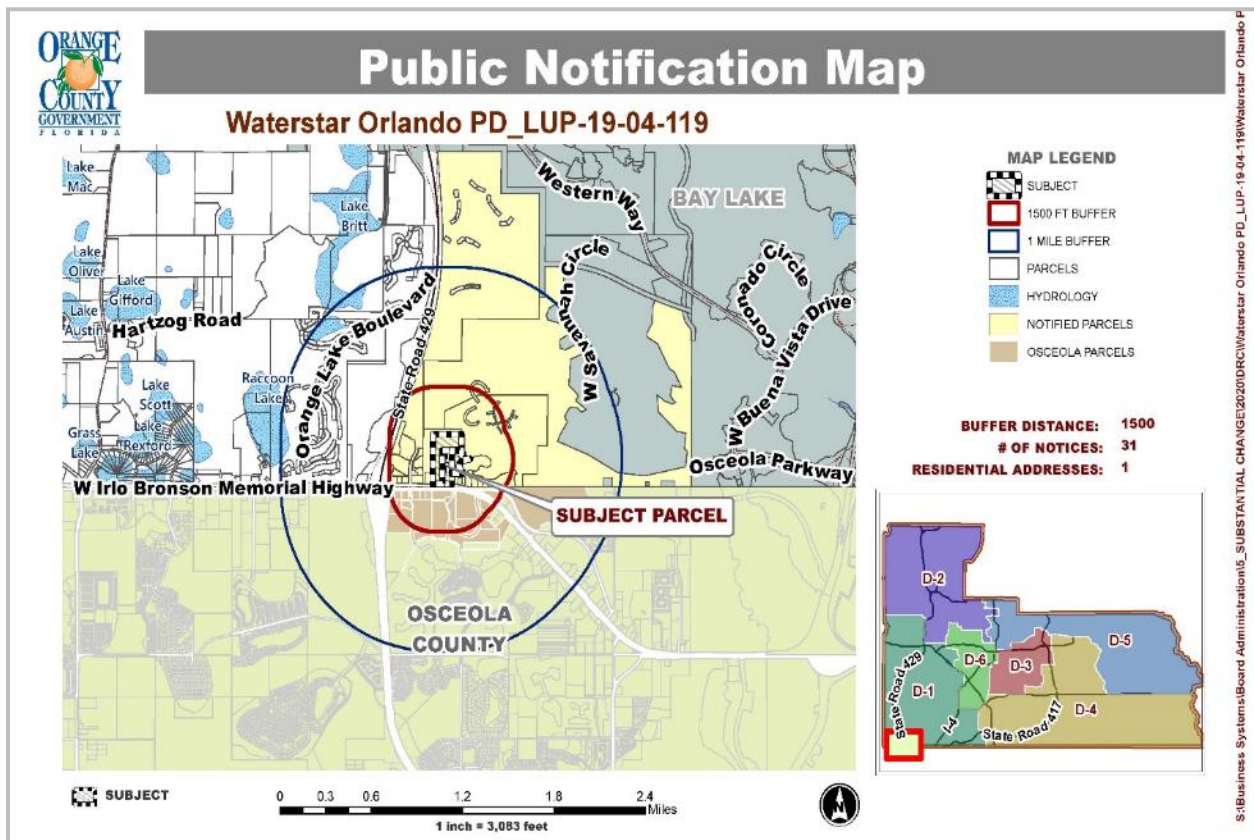 ORANGE
COUNTY
GOVERNMENT
FLORIDA
Public Notification Map
Waterstar Orlando PD_LUP-19-04-119
Lake
Mac
Lake
Britt
Western Way
BAY LAKE
Lake
Oliver
Lake
Gifford
Lake
Austin
Hartzog Road
Orange Lake Boulevard
State Road 429
W Savannah Circle
Coronado Circle
W Buena Vista Drive
Raccoon
Lake
Lake
Scott
Lake
Rexford
Grass
Lake
Osceola Parkway
W Irlo Bronson Memorial Highway
SUBJECT PARCEL
OSCEOLA
COUNTY
MAP LEGEND
SUBJECT
1500 FT BUFFER
1 MILE BUFFER
PARCELS
HYDROLOGY
NOTIFIED PARCELS
OSCEOLA PARCELS
BUFFER DISTANCE: 1500
# OF NOTICES: 31
RESIDENTIAL ADDRESSES: 1
D-2
D-5
D-6
D-3
D-1
D-4
State Road 429
I-4
State Road 417
SUBJECT
0 0.3 0.6 1.2 1.8 2.4
Miles
1 inch = 3,083 feet
N
S:\Business Systems\Board Administration\5_SUBSTANTIAL CHANGE\2020\DRC\Waterstar Orlando PD_LUP-19-04-119\Waterstar Orlando P